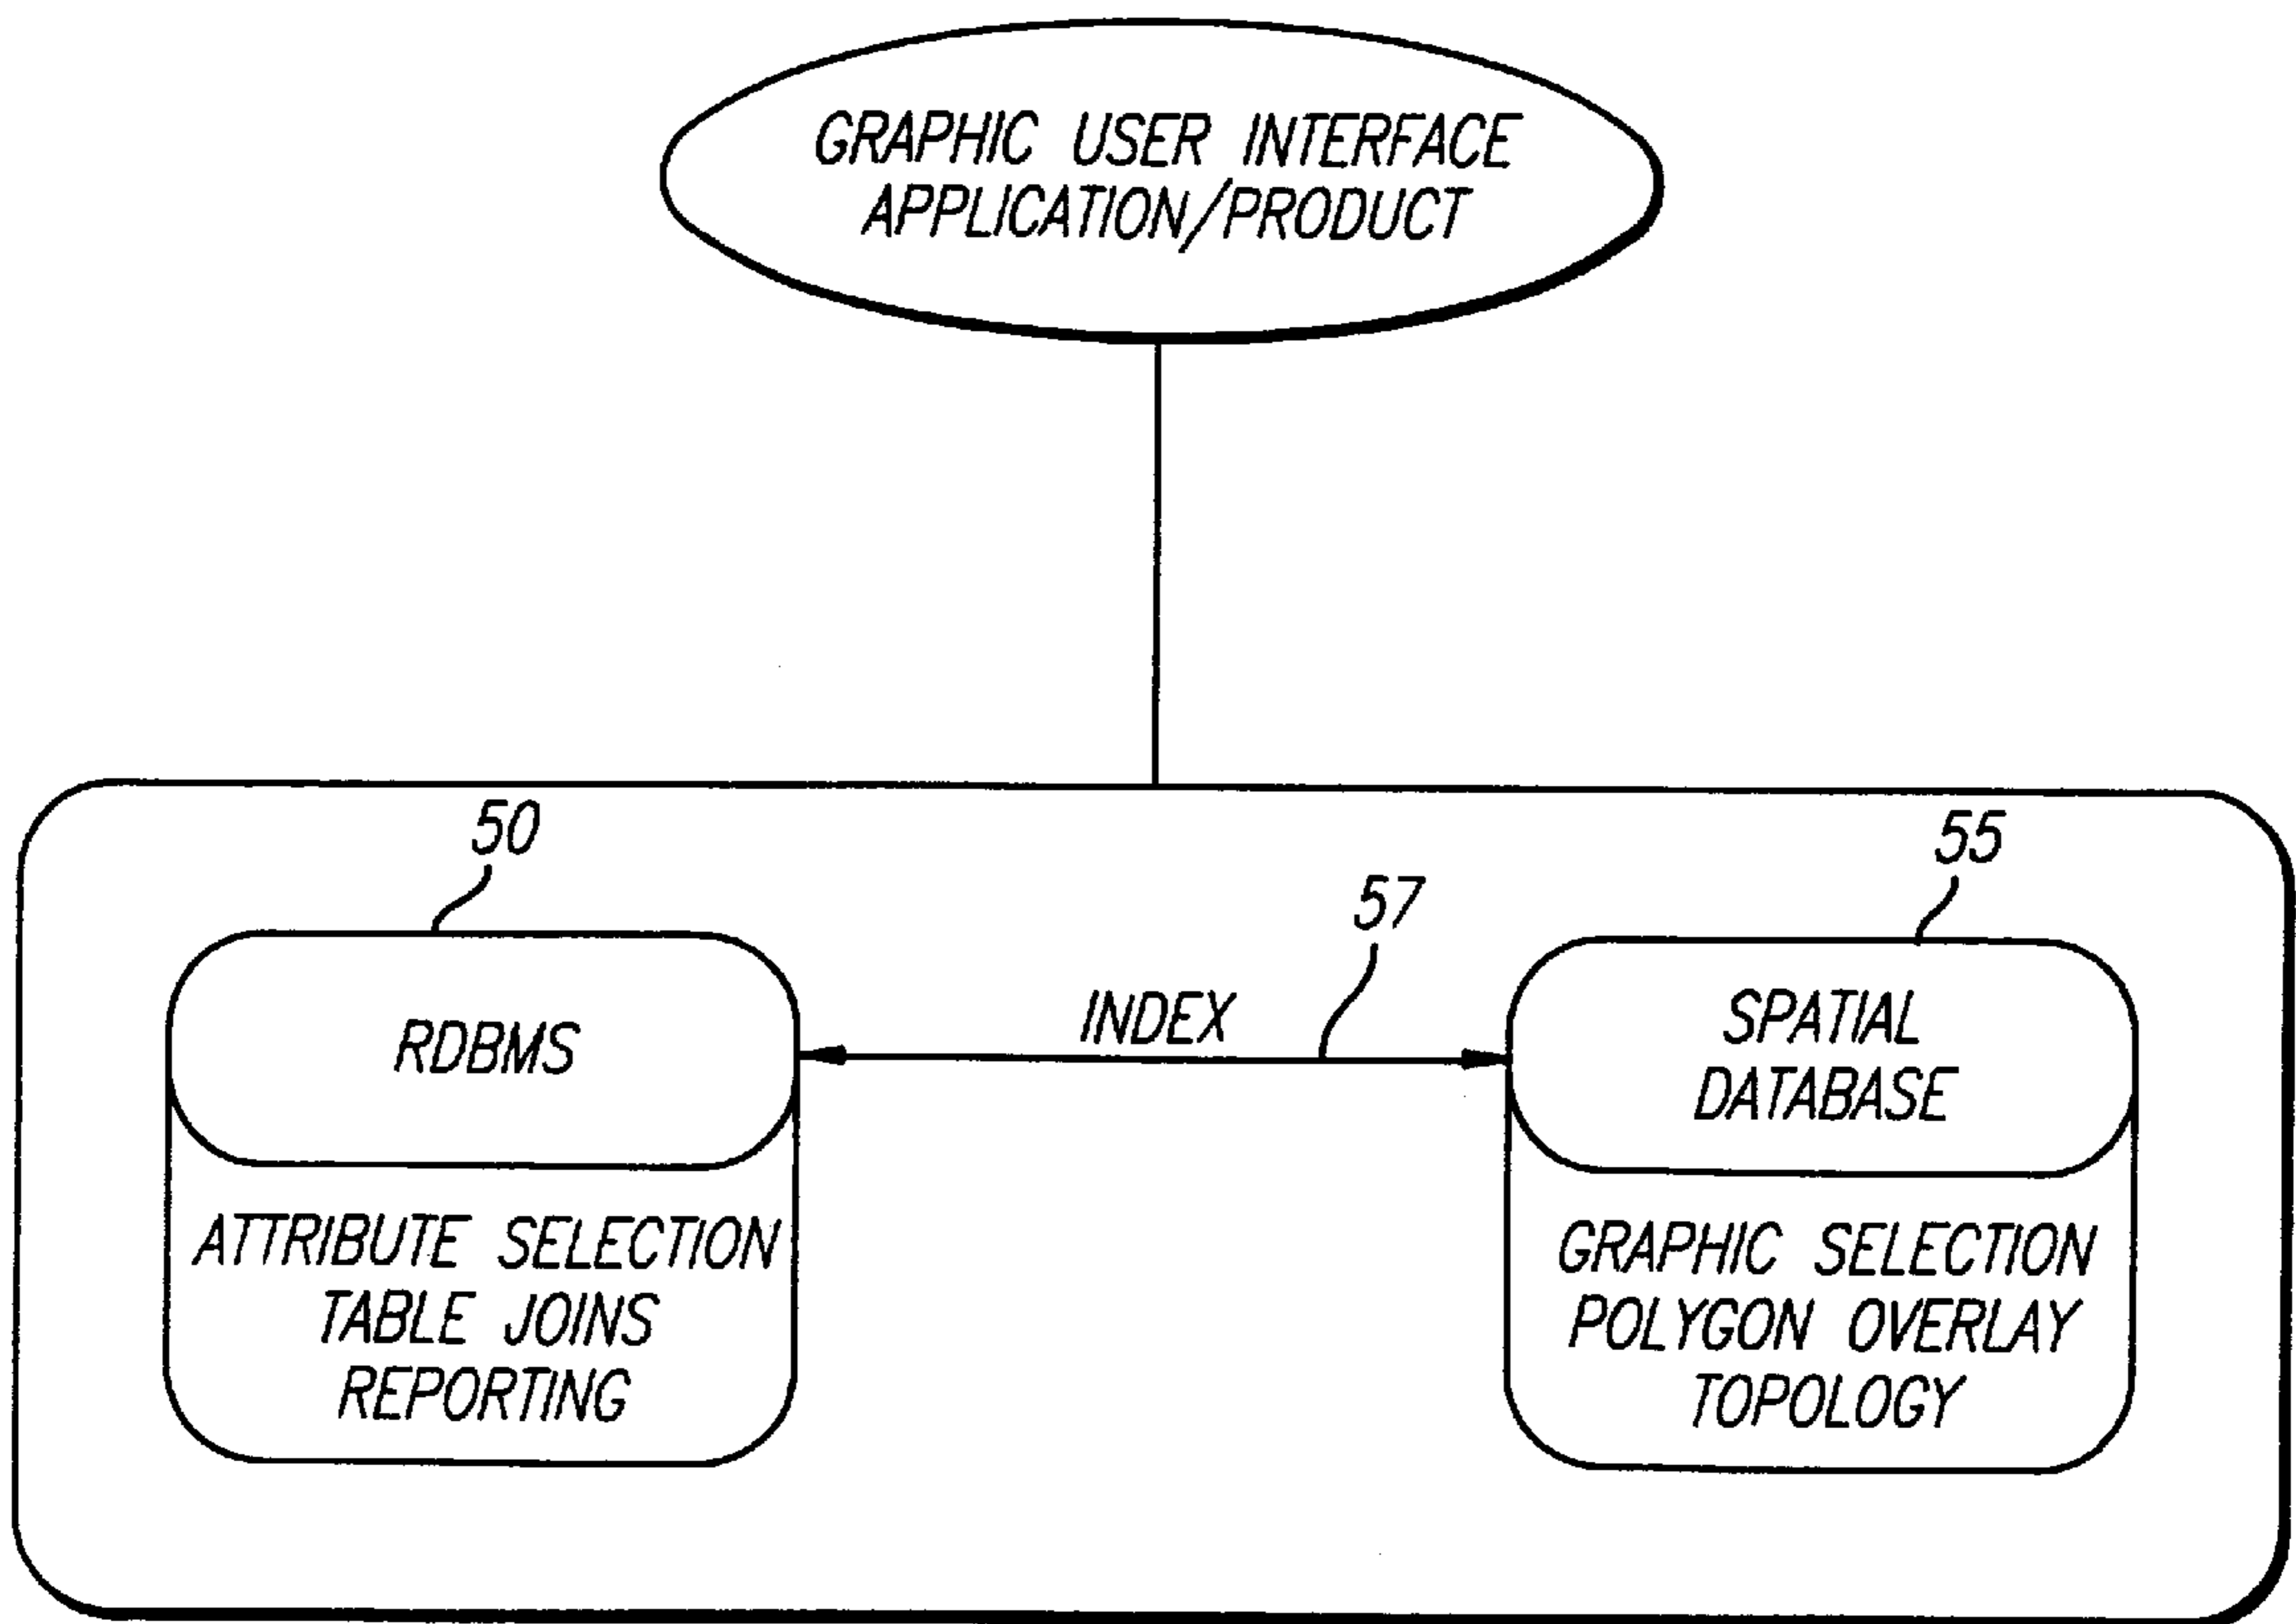 GRAPHIC USER INTERFACE
APPLICATION/PRODUCT
50
55
57
INDEX
RDBMS
SPATIAL
DATABASE
ATTRIBUTE SELECTION
TABLE JOINS
REPORTING
GRAPHIC SELECTION
POLYGON OVERLAY
TOPOLOGY